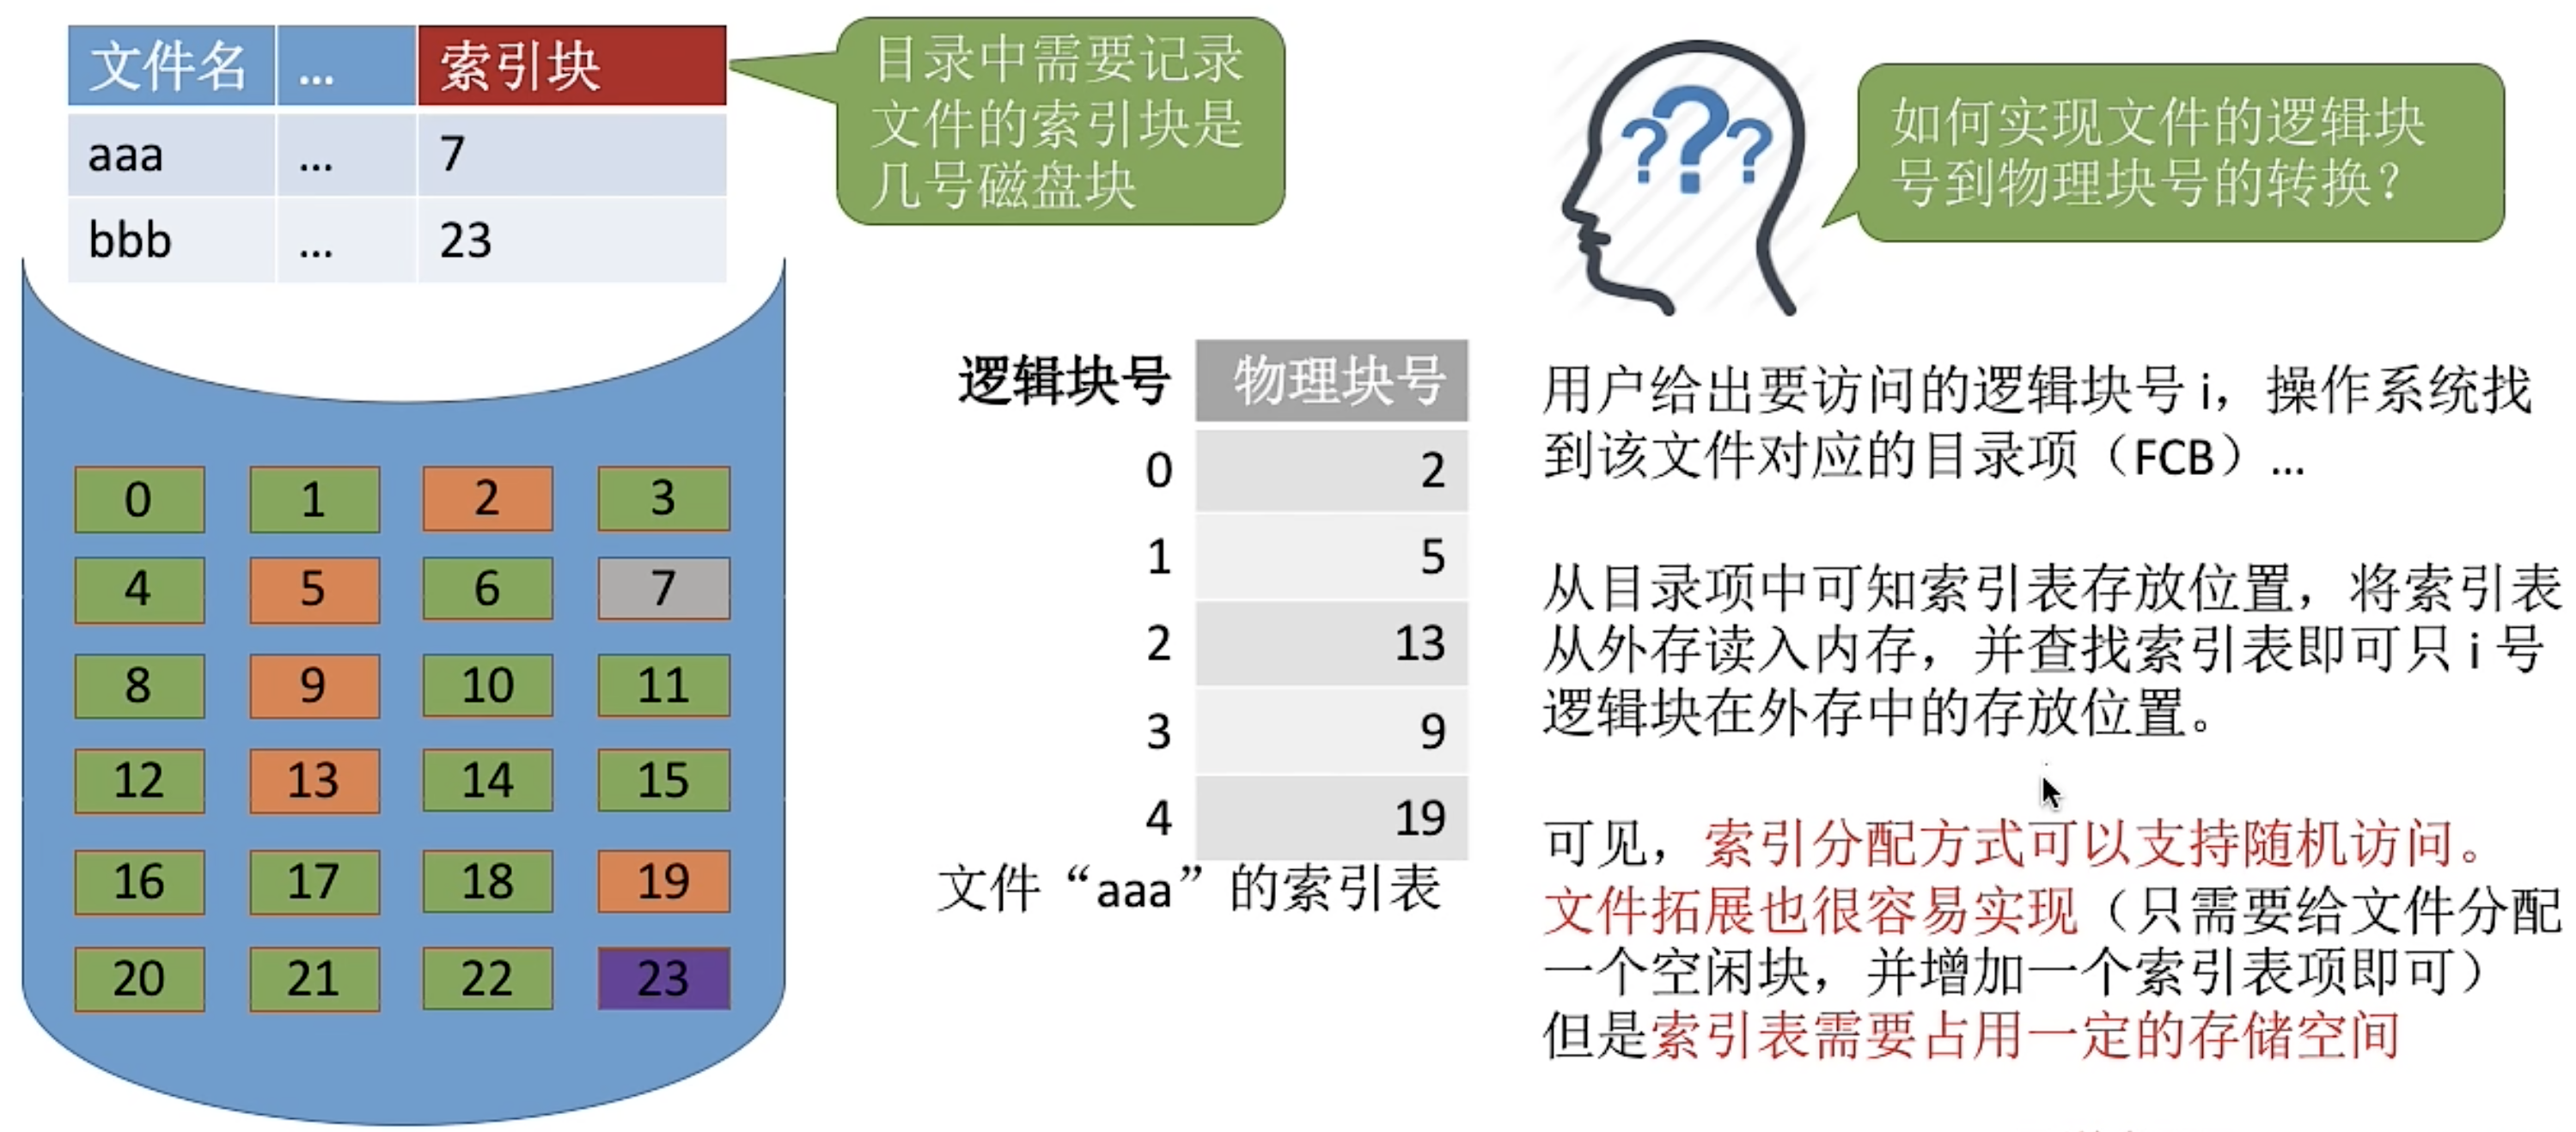 文件名 … 索引块
aaa … 7
bbb … 23
目录中需要记录
文件的索引块是
几号磁盘块
???
如何实现文件的逻辑块
号到物理块号的转换？
0 1 2 3
4 5 6 7
8 9 10 11
12 13 14 15
16 17 18 19
20 21 22 23
逻辑块号 物理块号
0 2
1 5
2 13
3 9
4 19
文件“aaa”的索引表
用户给出要访问的逻辑块号 i，操作系统找
到该文件对应的目录项（FCB）…
从目录项中可知索引表存放位置，将索引表
从外存读入内存，并查找索引表即可只 i 号
逻辑块在外存中的存放位置。
可见，索引分配方式可以支持随机访问。
文件拓展也很容易实现（只需要给文件分配
一个空闲块，并增加一个索引表项即可）
但是索引表需要占用一定的存储空间